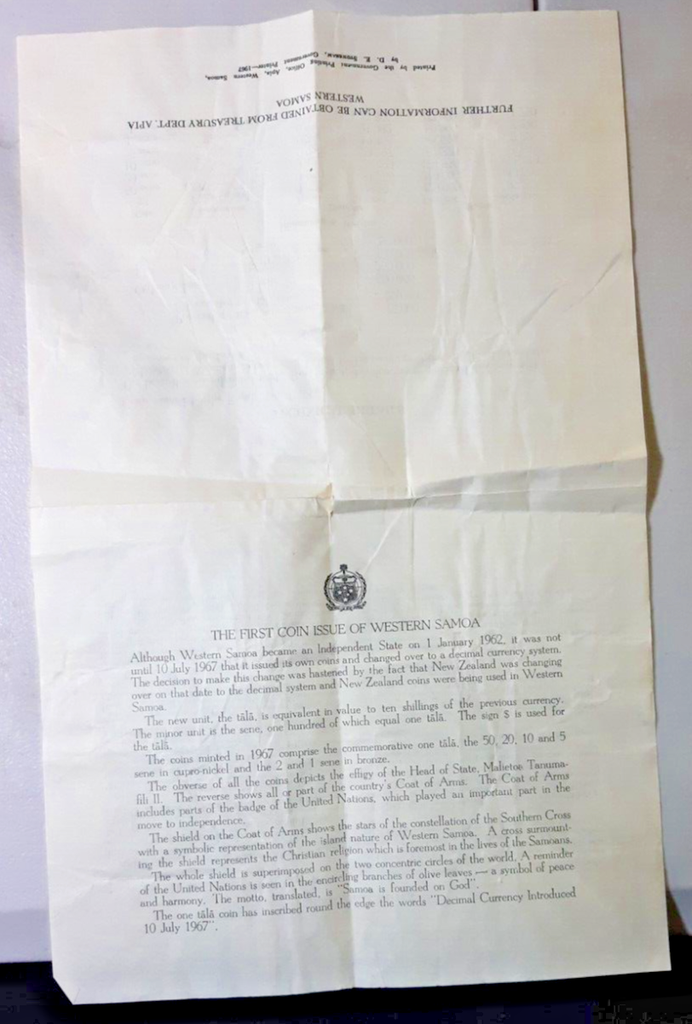 FURTHER INFORMATION CAN BE OBTAINED FROM TREASURY DEPT. APIA
WESTERN SAMOA
Printed by the Government Printing Office, Apia, Western Samoa,
by D. E. Government Printer—1967
THE FIRST COIN ISSUE OF WESTERN SAMOA
Although Western Samoa became an Independent State on 1 January 1962, it was not
until 10 July 1967 that it issued its own coins and changed over to a decimal currency system.
The decision to make this change was hastened by the fact that New Zealand was changing
over on that date to the decimal system and New Zealand coins were being used in Western
Samoa.
The new unit, the tālā, is equivalent in value to ten shillings of the previous currency.
The minor unit is the sene, one hundred of which equal one tālā. The sign $ is used for
the tālā.
The coins minted in 1967 comprise the commemorative one tālā, the 50, 20, 10 and 5
sene in cupro-nickel and the 2 and 1 sene in bronze.
The obverse of all the coins depicts the effigy of the Head of State, Malietoa Tanuma-
fili II. The reverse shows all or part of the country's Coat of Arms. The Coat of Arms
includes parts of the badge of the United Nations, which played an important part in the
move to independence.
The shield on the Coat of Arms shows the stars of the constellation of the Southern Cross
with a symbolic representation of the island nature of Western Samoa. A cross surmount-
ing the shield represents the Christian religion which is foremost in the lives of the Samoans.
The whole shield is superimposed on the two concentric circles of the world. A reminder
of the United Nations is seen in the encircling branches of olive leaves — a symbol of peace
and harmony. The motto, translated, is "Samoa is founded on God".
The one tālā coin has inscribed round the edge the words "Decimal Currency Introduced
10 July 1967".